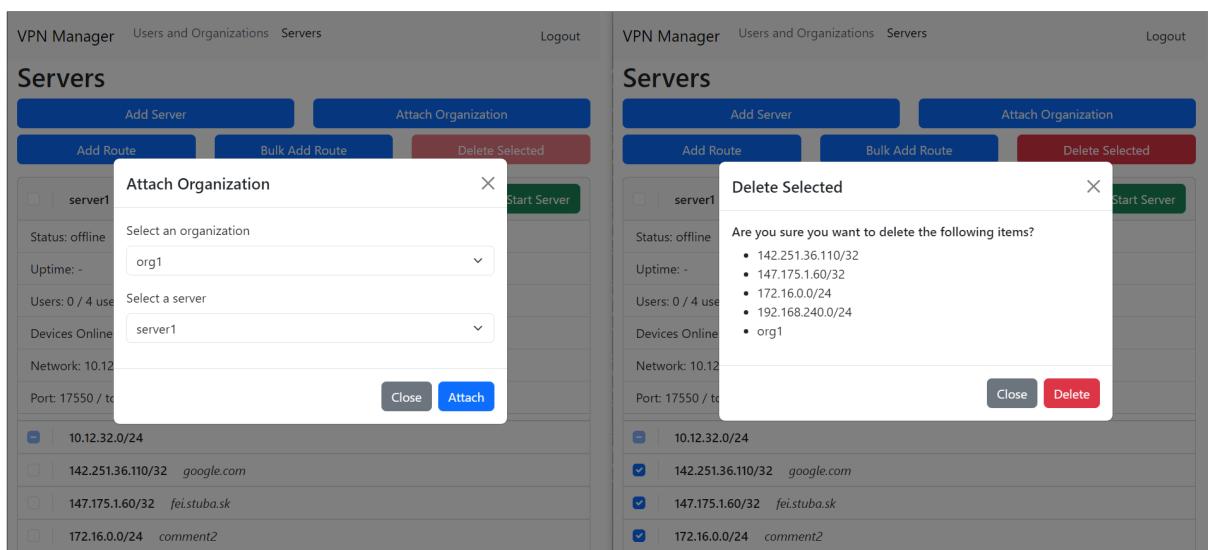 VPN Manager Users and Organizations Servers Logout
Servers
Add Server Attach Organization
Add Route Bulk Add Route Delete Selected
Attach Organization
server1 Start Server
Select an organization
Status: offline
org1
Uptime: -
Select a server
Users: 0 / 4 use
server1
Devices Online
Network: 10.12
Close Attach
Port: 17550 / tc
10.12.32.0/24
142.251.36.110/32 google.com
147.175.1.60/32 fei.stuba.sk
172.16.0.0/24 comment2
VPN Manager Users and Organizations Servers Logout
Servers
Add Server Attach Organization
Add Route Bulk Add Route Delete Selected
Delete Selected
server1 Start Server
Are you sure you want to delete the following items?
Status: offline
142.251.36.110/32
Uptime: -
147.175.1.60/32
172.16.0.0/24
Users: 0 / 4 use
192.168.240.0/24
org1
Devices Online
Network: 10.12
Close Delete
Port: 17550 / tc
10.12.32.0/24
142.251.36.110/32 google.com
147.175.1.60/32 fei.stuba.sk
172.16.0.0/24 comment2